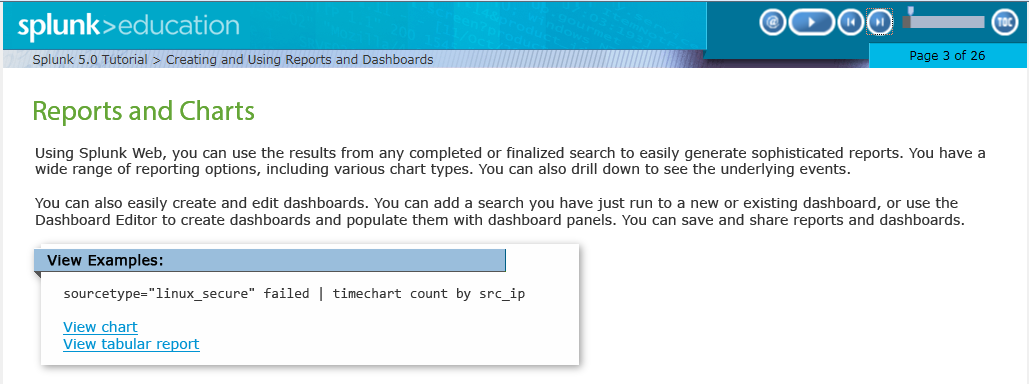 splunk>education
TOC
Splunk 5.0 Tutorial > Creating and Using Reports and Dashboards
Page 3 of 26
Reports and Charts
Using Splunk Web, you can use the results from any completed or finalized search to easily generate sophisticated reports. You have a
wide range of reporting options, including various chart types. You can also drill down to see the underlying events.
You can also easily create and edit dashboards. You can add a search you have just run to a new or existing dashboard, or use the
Dashboard Editor to create dashboards and populate them with dashboard panels. You can save and share reports and dashboards.
View Examples:
sourcetype="linux_secure" failed | timechart count by src_ip
View chart
View tabular report